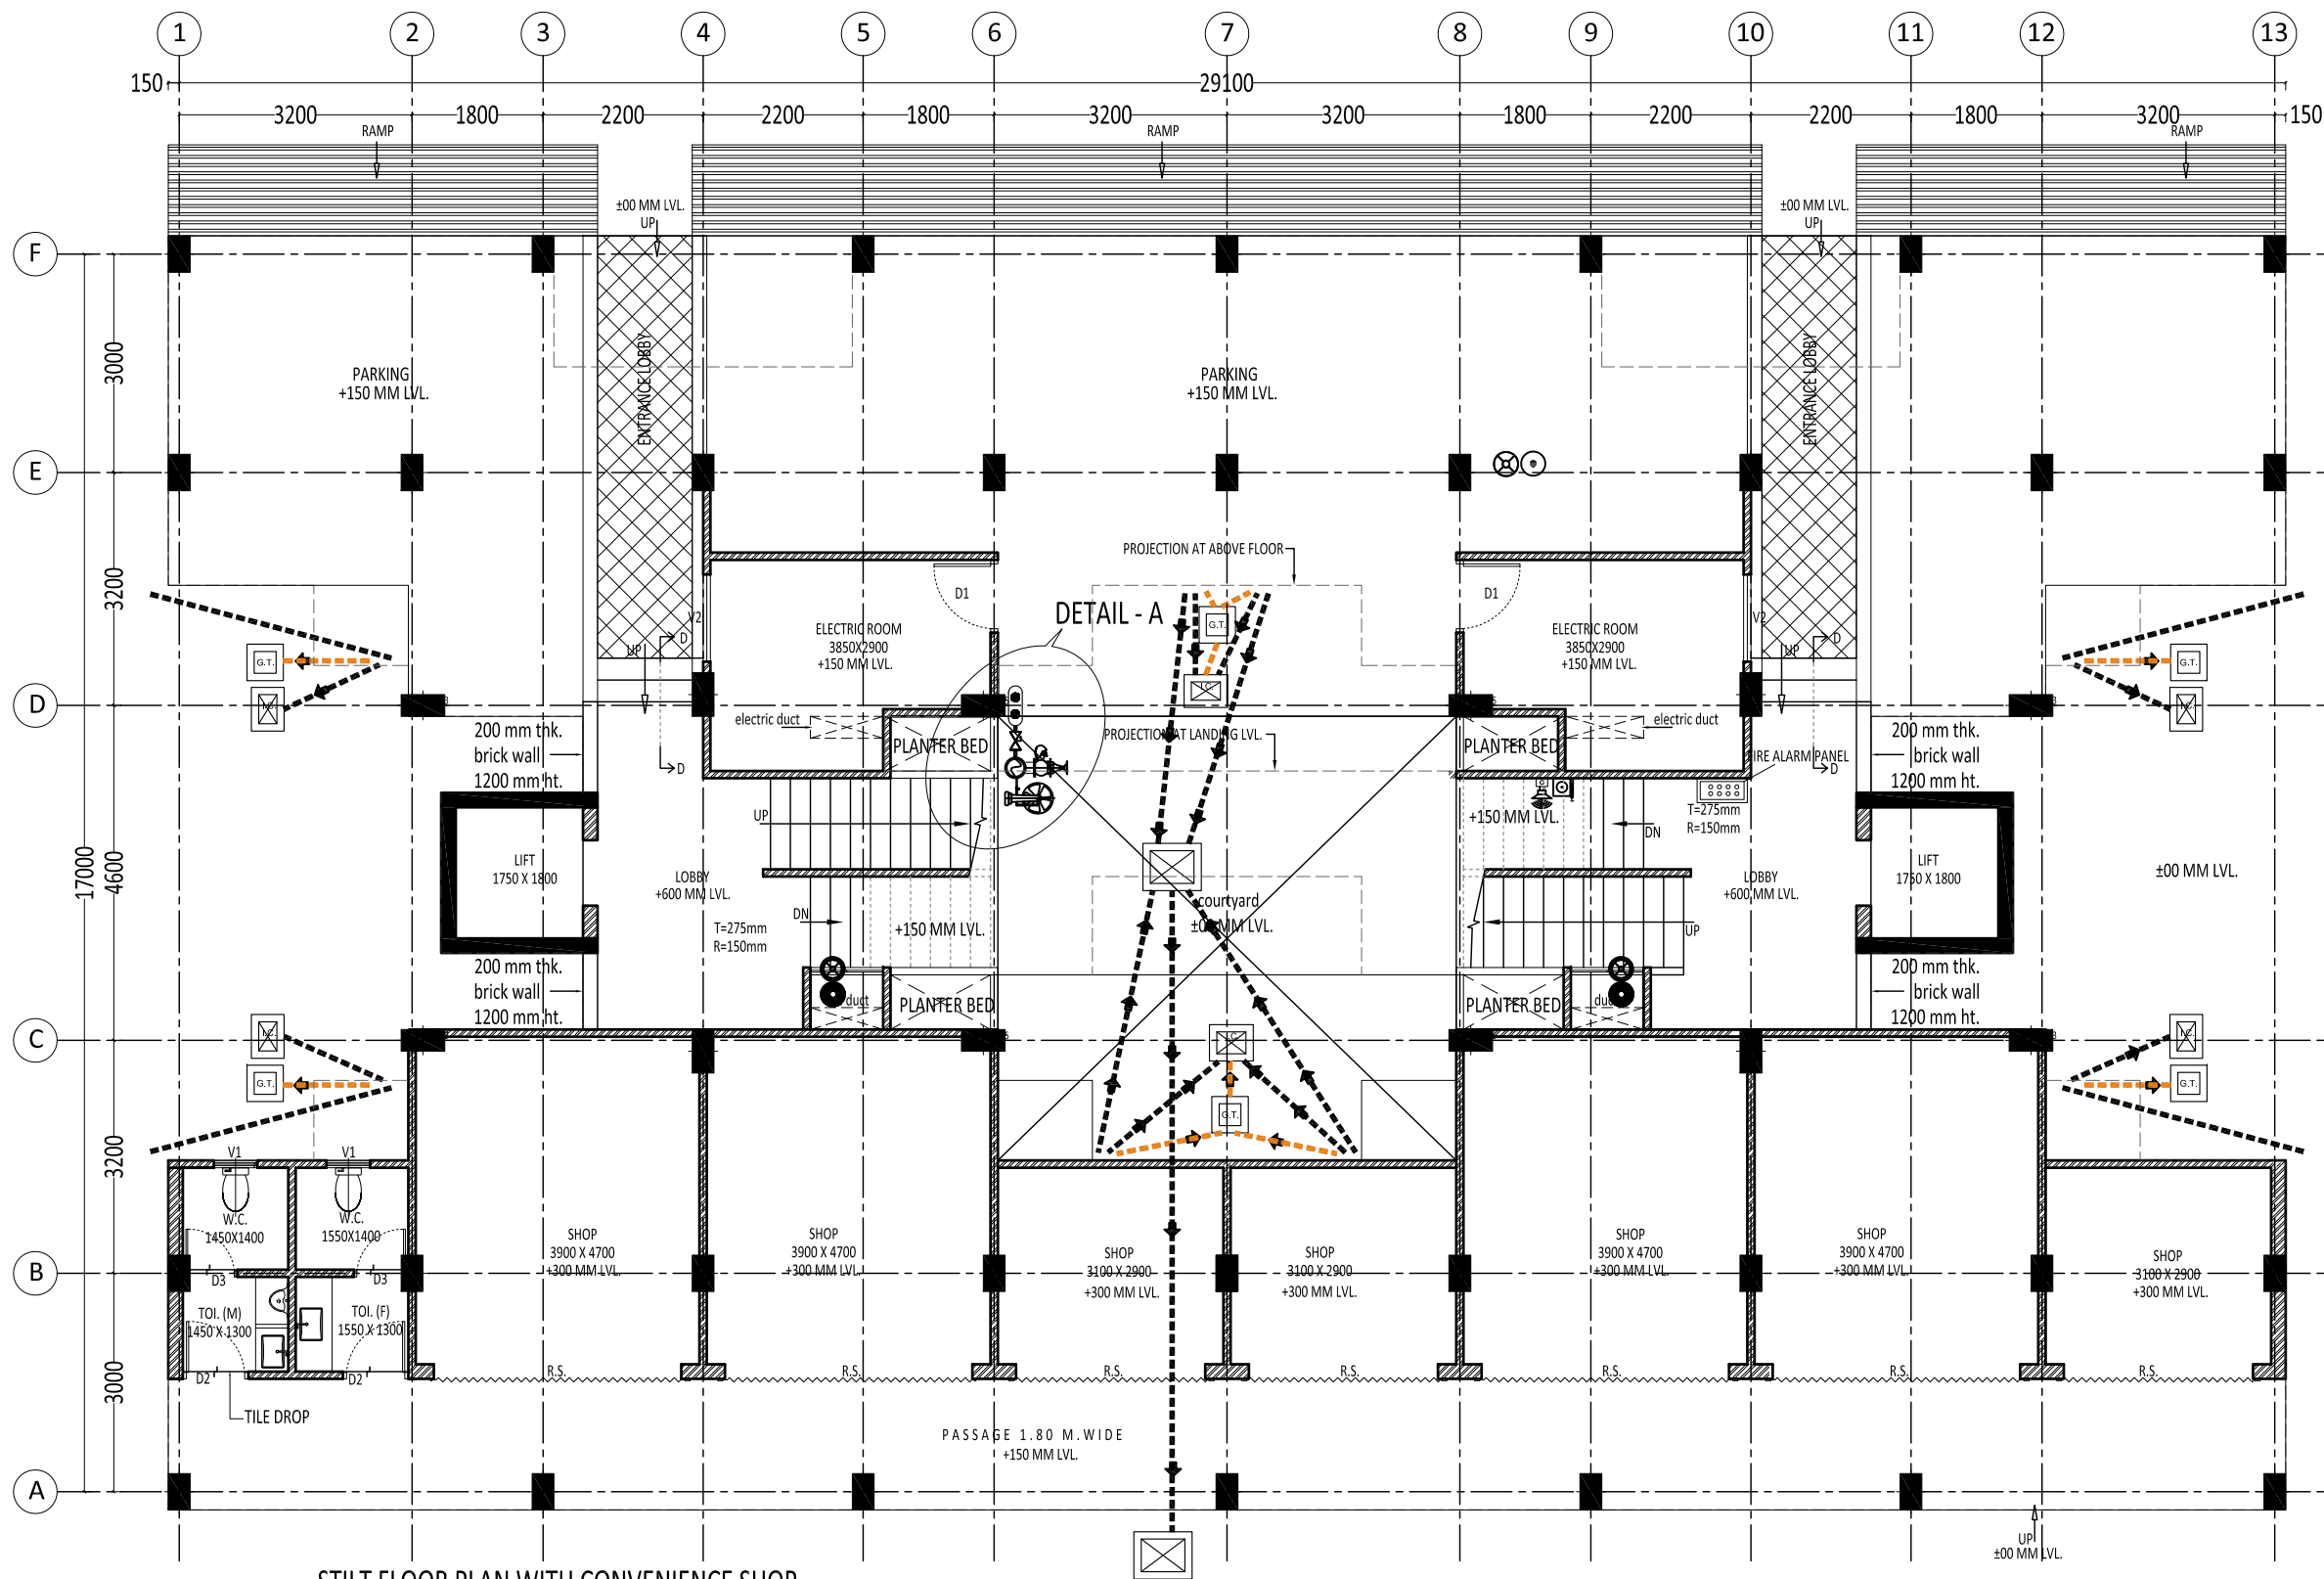 1 2 3 4 5 6 7 8 9 10 11 12 13
150 29100
3200 1800 2200 2200 1800 3200 3200 1800 2200 2200 1800 3200 150
RAMP RAMP RAMP
±00 MM LVL. ±00 MM LVL.
UP UP
F
ENTRANCE LOBBY ENTRANCE LOBBY
3000
PARKING PARKING
+150 MM LVL. +150 MM LVL.
E
PROJECTION AT ABOVE FLOOR
3200
D1 D1
DETAIL - A
V2 V2
ELECTRIC ROOM ELECTRIC ROOM
3850X2900 3850X2900
+150 MM LVL. +150 MM LVL.
G.T. G.T. G.T.
UP D UP D
I.C. I.C. I.C.
D
electric duct electric duct
200 mm thk. 200 mm thk.
brick wall brick wall
1200 mm ht. 1200 mm ht.
PLANTER BED PLANTER BED
PROJECTION AT LANDING LVL.
FIRE ALARM PANEL
D D
UP +150 MM LVL. DN
T=275mm
R=150mm
17000 4600
LIFT LIFT
1750 X 1800 1750 X 1800
LOBBY LOBBY
+600 MM LVL. +600 MM LVL.
±00 MM LVL.
courtyard
±00 MM LVL.
DN UP
T=275mm
R=150mm
+150 MM LVL.
200 mm thk. 200 mm thk.
brick wall brick wall
1200 mm ht. 1200 mm ht.
duct PLANTER BED PLANTER BED duct
C
I.C. I.C. I.C.
G.T. G.T. G.T.
3200
V1 V1
W.C. W.C.
1450X1400 1550X1400
SHOP SHOP SHOP SHOP
3900 X 4700 3900 X 4700 3900 X 4700 3900 X 4700
+300 MM LVL. +300 MM LVL. +300 MM LVL. +300 MM LVL.
SHOP SHOP SHOP
3100 X 2900 3100 X 2900 3100 X 2900
+300 MM LVL. +300 MM LVL. +300 MM LVL.
B
D3 D3
TOI. (M) TOI. (F)
1450 X 1300 1550 X 1300
3000
D2 D2
R.S. R.S. R.S. R.S. R.S. R.S. R.S.
TILE DROP
PASSAGE 1.80 M.WIDE
+150 MM LVL.
A
UP
±00 MM LVL.
STILT FLOOR PLAN WITH CONVENIENCE SHOP